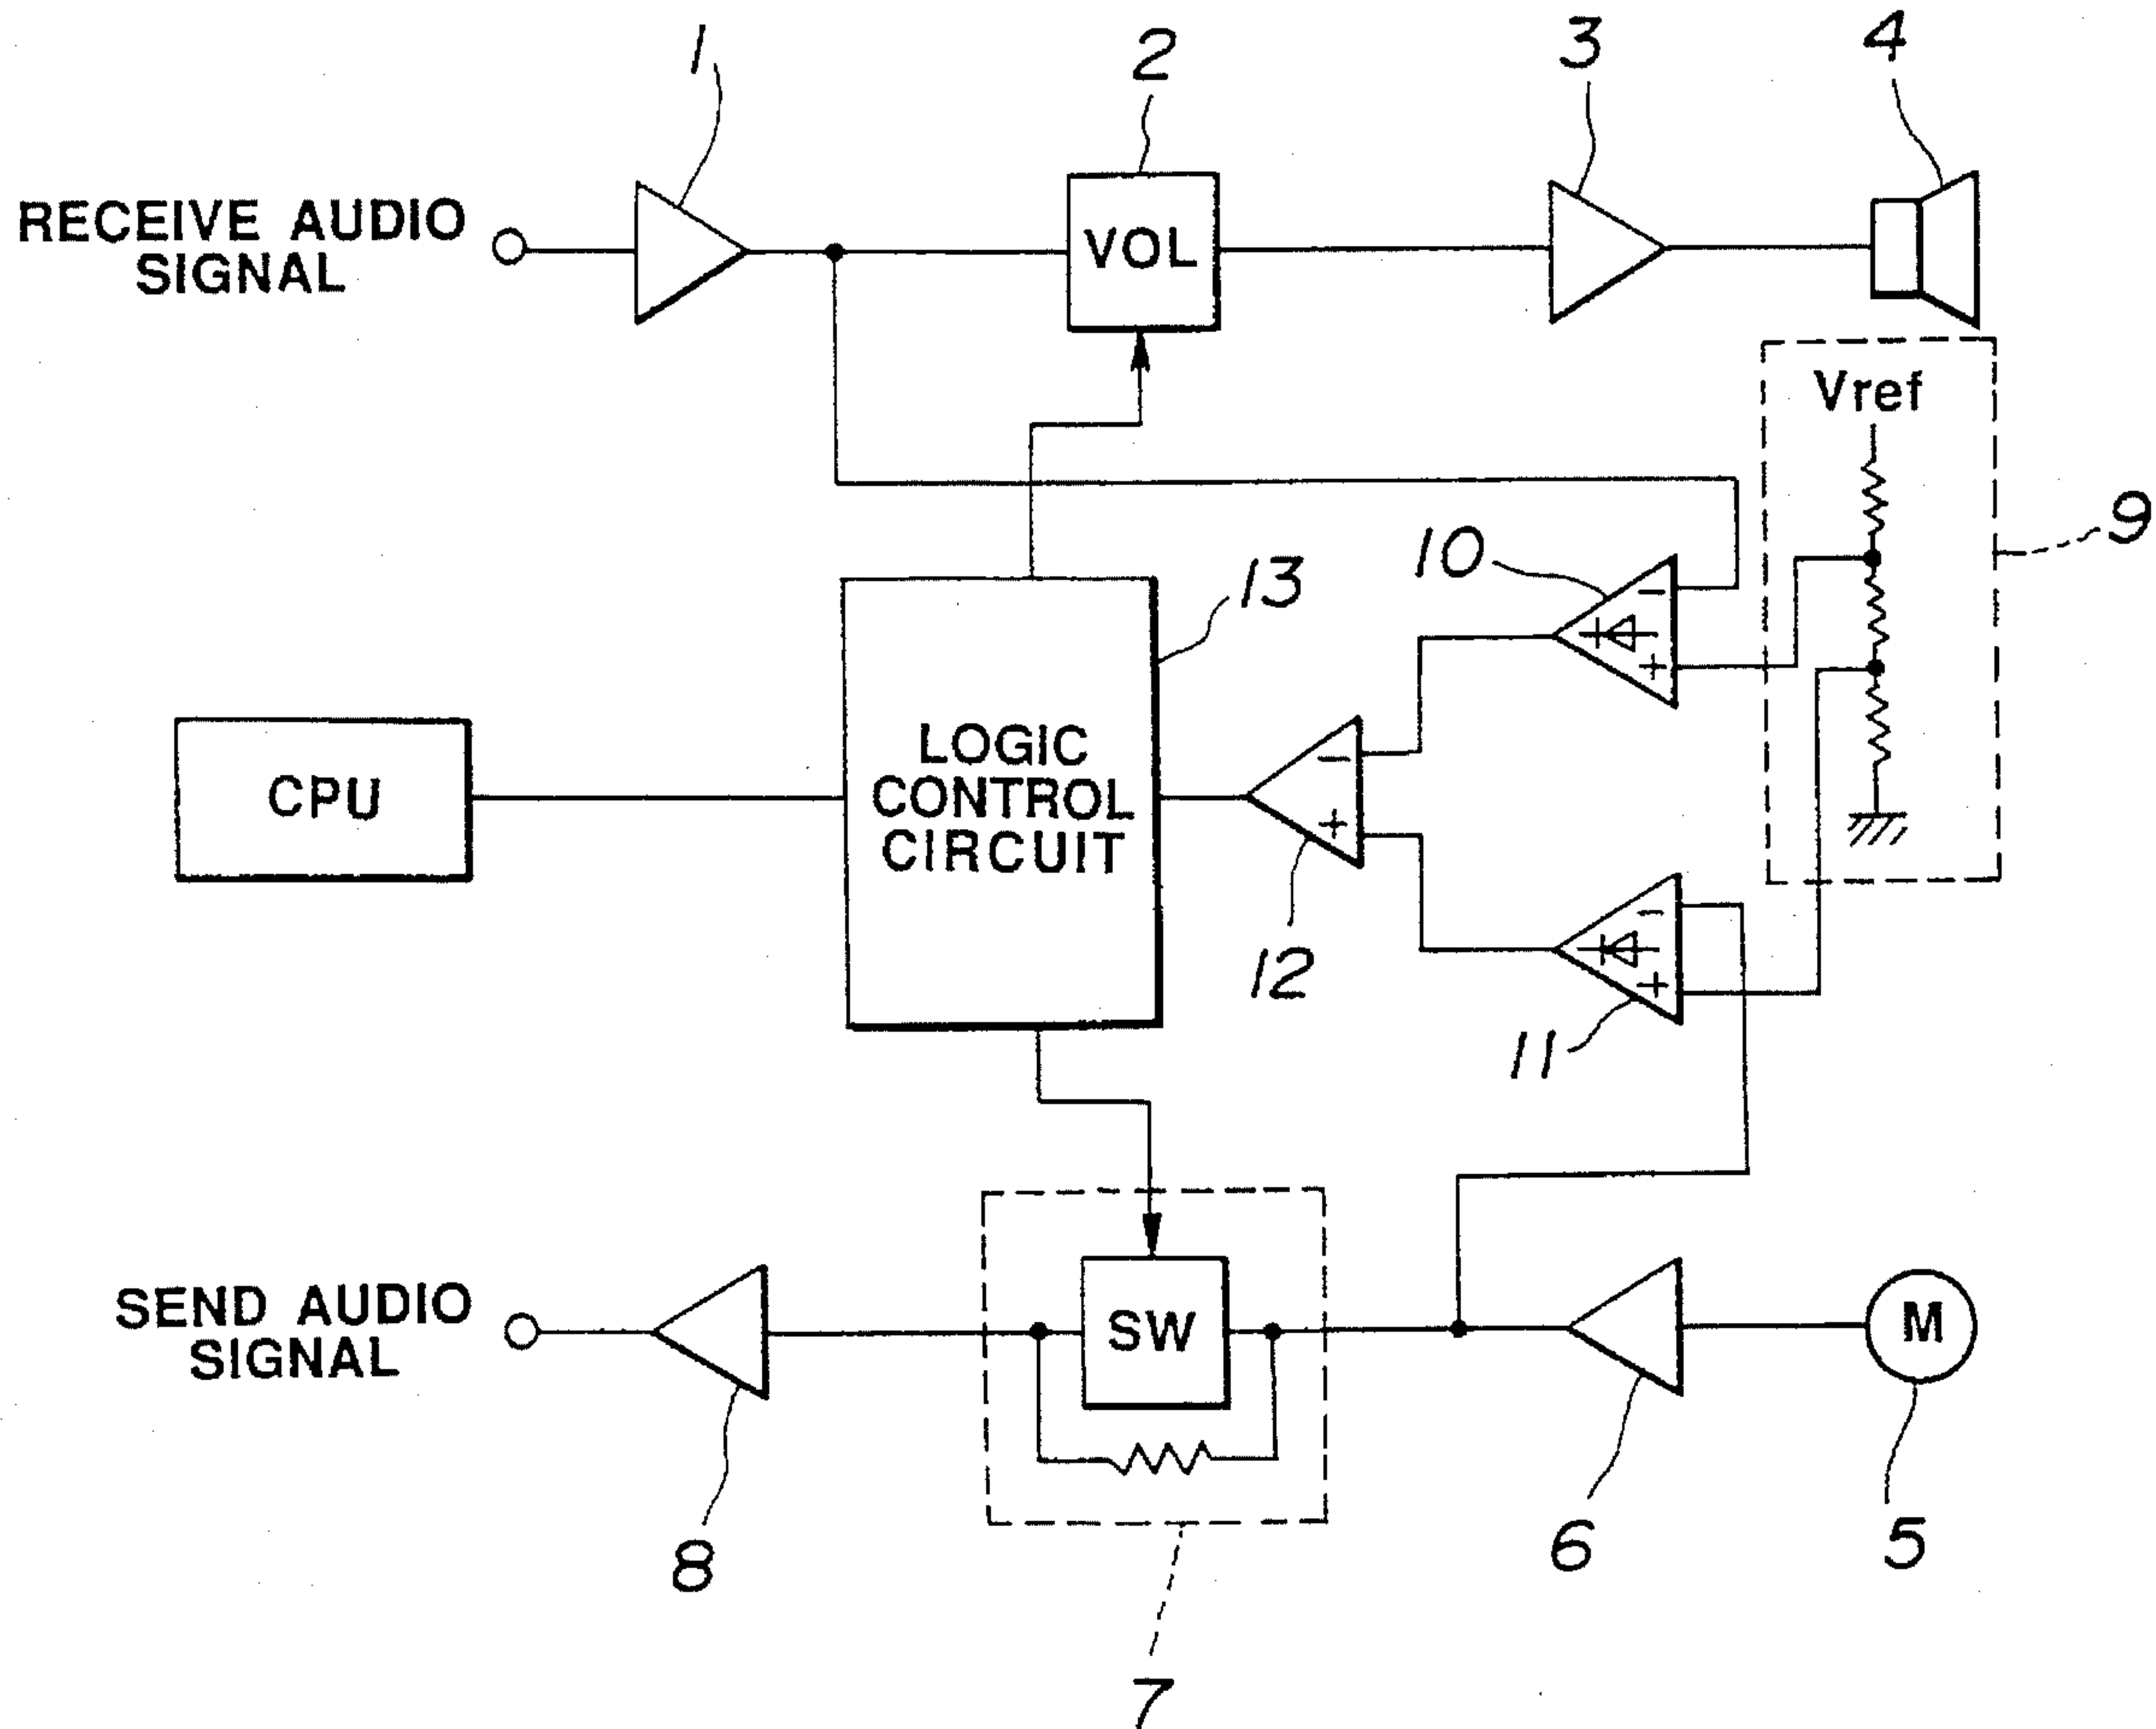 1
2
3
4
RECEIVE AUDIO
SIGNAL
VOL
Vref
9
10
−
+
13
LOGIC
CONTROL
CIRCUIT
CPU
−
+
12
−
+
11
SEND AUDIO
SIGNAL
SW
M
8
6
5
7